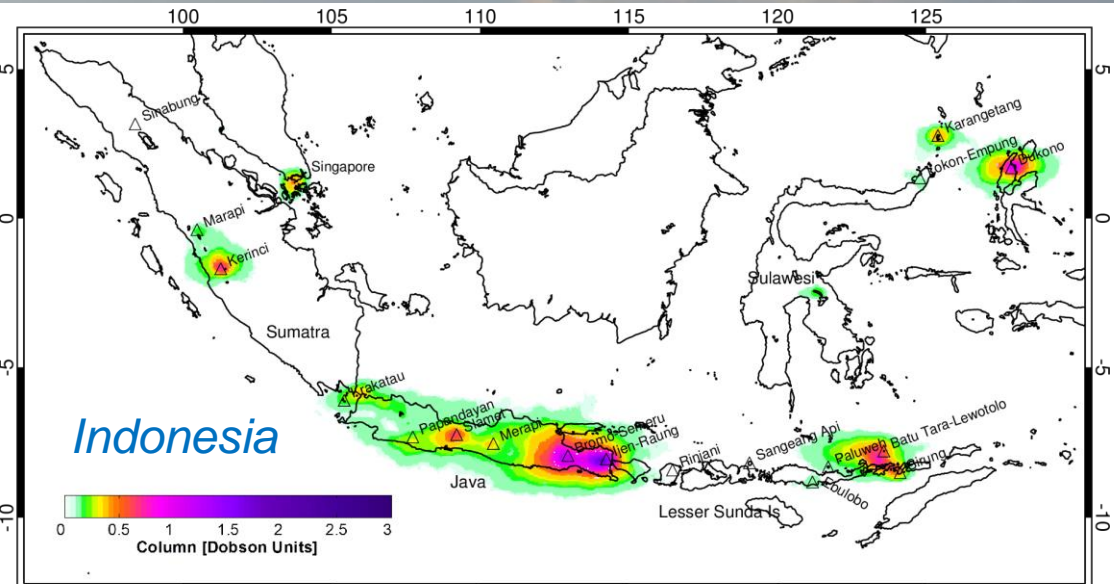 100 105 110 115 120 125
5 5
Sinabung
Karangetang
Singapore
Lokon-Empung
Dukono
0 0
Marapi
Kerinci
Sulawesi
Sumatra
-5 -5
Krakatau
Papandayan
Slamet
Merapi
Bromo-Semeru
Ijen-Raung
Rinjani
Sangeang Api
Paluweh
Batu Tara-Lewotolo
Sirung
Ebulobo
Indonesia
Java
Lesser Sunda Is
-10 -10
0 0.5 1 1.5 2 2.5 3
Column [Dobson Units]